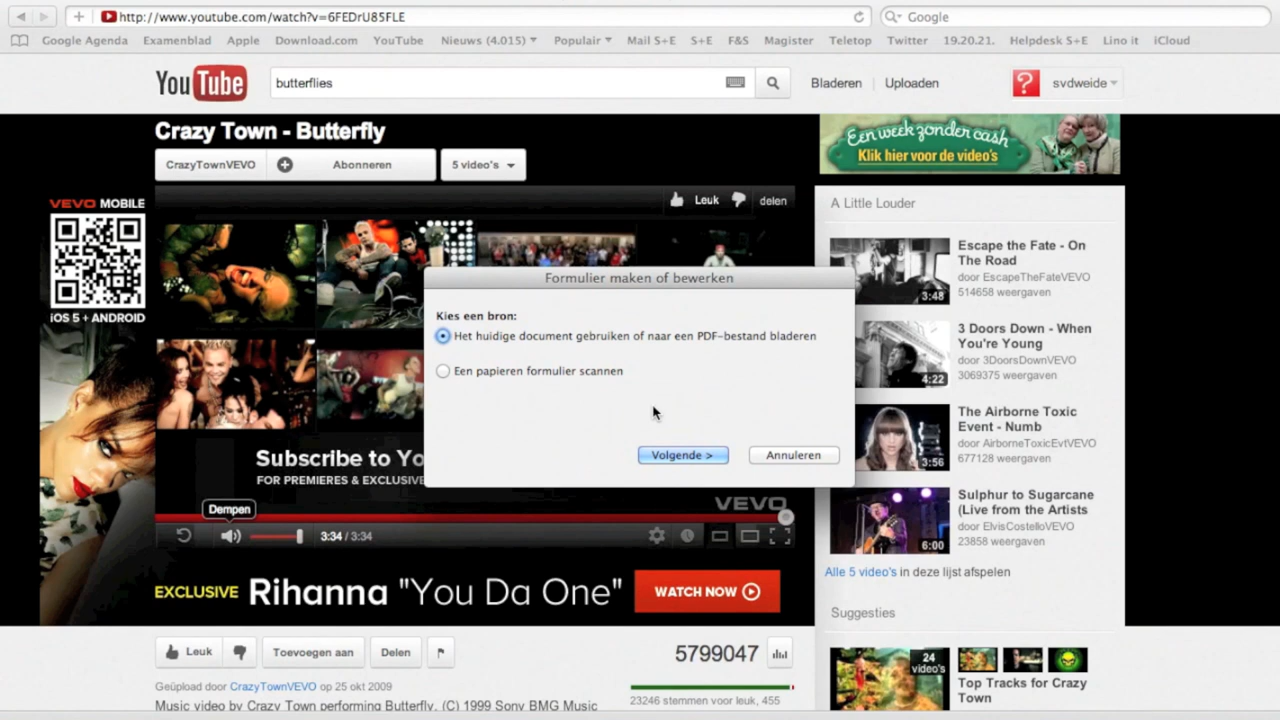 http://www.youtube.com/watch?v=6FEDrU85FLE
Google
Google Agenda Examenblad Apple Download.com YouTube Nieuws (4.015) Populair Mail S+E S+E F&S Magister Teletop Twitter 19.20.21. Helpdesk S+E Lino it iCloud
YouTube
butterflies
Bladeren
Uploaden
svdweide
Crazy Town - Butterfly
CrazyTownVEVO
Abonneren
5 video's
Een week zonder cash
Klik hier voor de video's
VEVO MOBILE
iOS 5 + ANDROID
Leuk
delen
Formulier maken of bewerken
Kies een bron:
Het huidige document gebruiken of naar een PDF-bestand bladeren
Een papieren formulier scannen
Volgende >
Annuleren
Subscribe to Yo
FOR PREMIERES & EXCLUSIVE
VEVO
Dempen
3:34 / 3:34
EXCLUSIVE Rihanna "You Da One"
WATCH NOW
A Little Louder
3:48
Escape the Fate - On
The Road
door EscapeTheFateVEVO
514658 weergaven
4:22
3 Doors Down - When
You're Young
door 3DoorsDownVEVO
3069375 weergaven
3:56
The Airborne Toxic
Event - Numb
door AirborneToxicEvtVEVO
677128 weergaven
6:00
Sulphur to Sugarcane
(Live from the Artists
door ElvisCostelloVEVO
23858 weergaven
Alle 5 video's in deze lijst afspelen
Suggesties
24
video's
Top Tracks for Crazy
Town
Leuk
Toevoegen aan
Delen
5799047
Geüpload door CrazyTownVEVO op 25 okt 2009
23246 stemmen voor leuk, 455
Music video by Crazy Town performing Butterfly. (C) 1999 Sony BMG Music